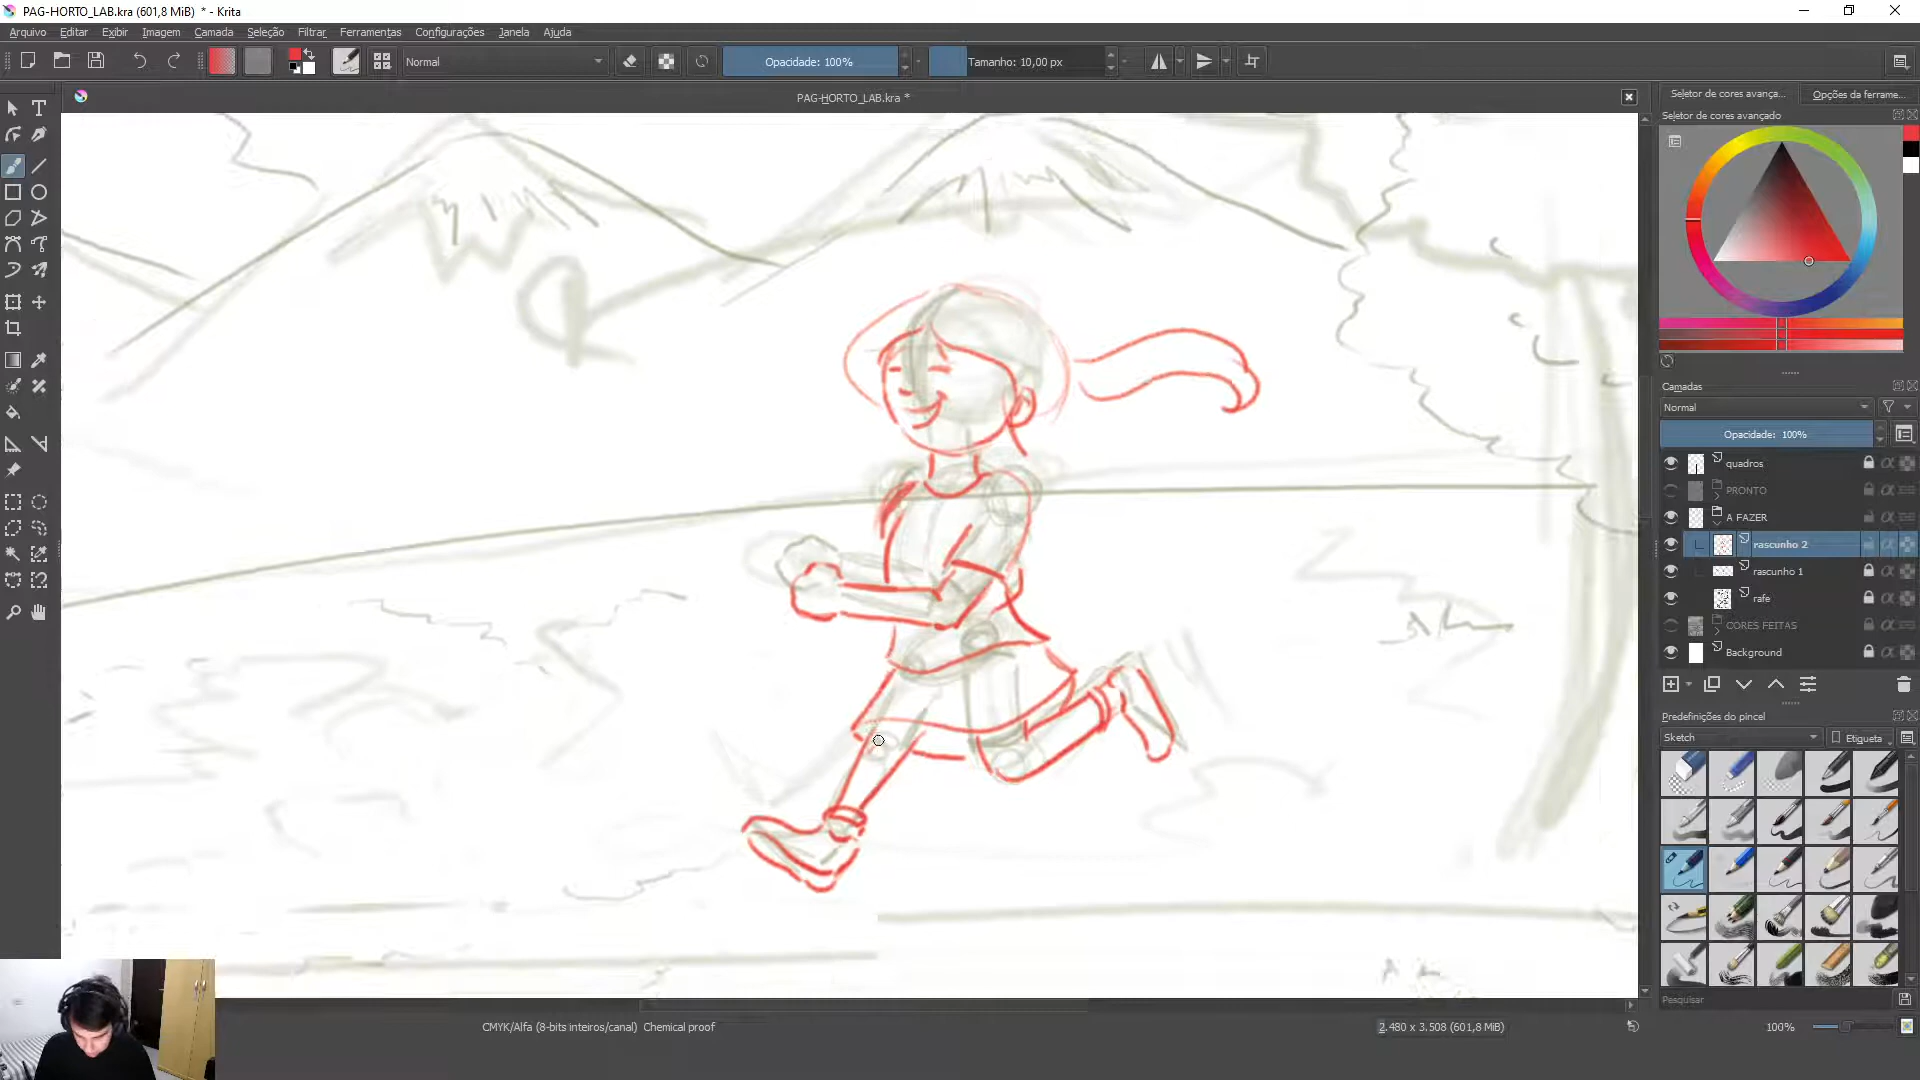 PAG-HORTO_LAB.kra (601,8 MiB) * - Krita
Arquivo Editar Exibir Imagem Camada Seleção Filtrar Ferramentas Configurações Janela Ajuda
Normal Opacidade: 100% Tamanho: 10,00 px
PAG-HORTO_LAB.kra *
Seletor de cores avança... Opções da ferrame...
Seletor de cores avançado
Camadas
Normal
Opacidade: 100%
quadros
PRONTO
A FAZER
rascunho 2
rascunho 1
rafe
CORES FEITAS
Background
Predefinições do pincel
Sketch Etiqueta
Pesquisar
CMYK/Alfa (8-bits inteiros/canal) Chemical proof 2.480 x 3.508 (601,8 MiB) 100%